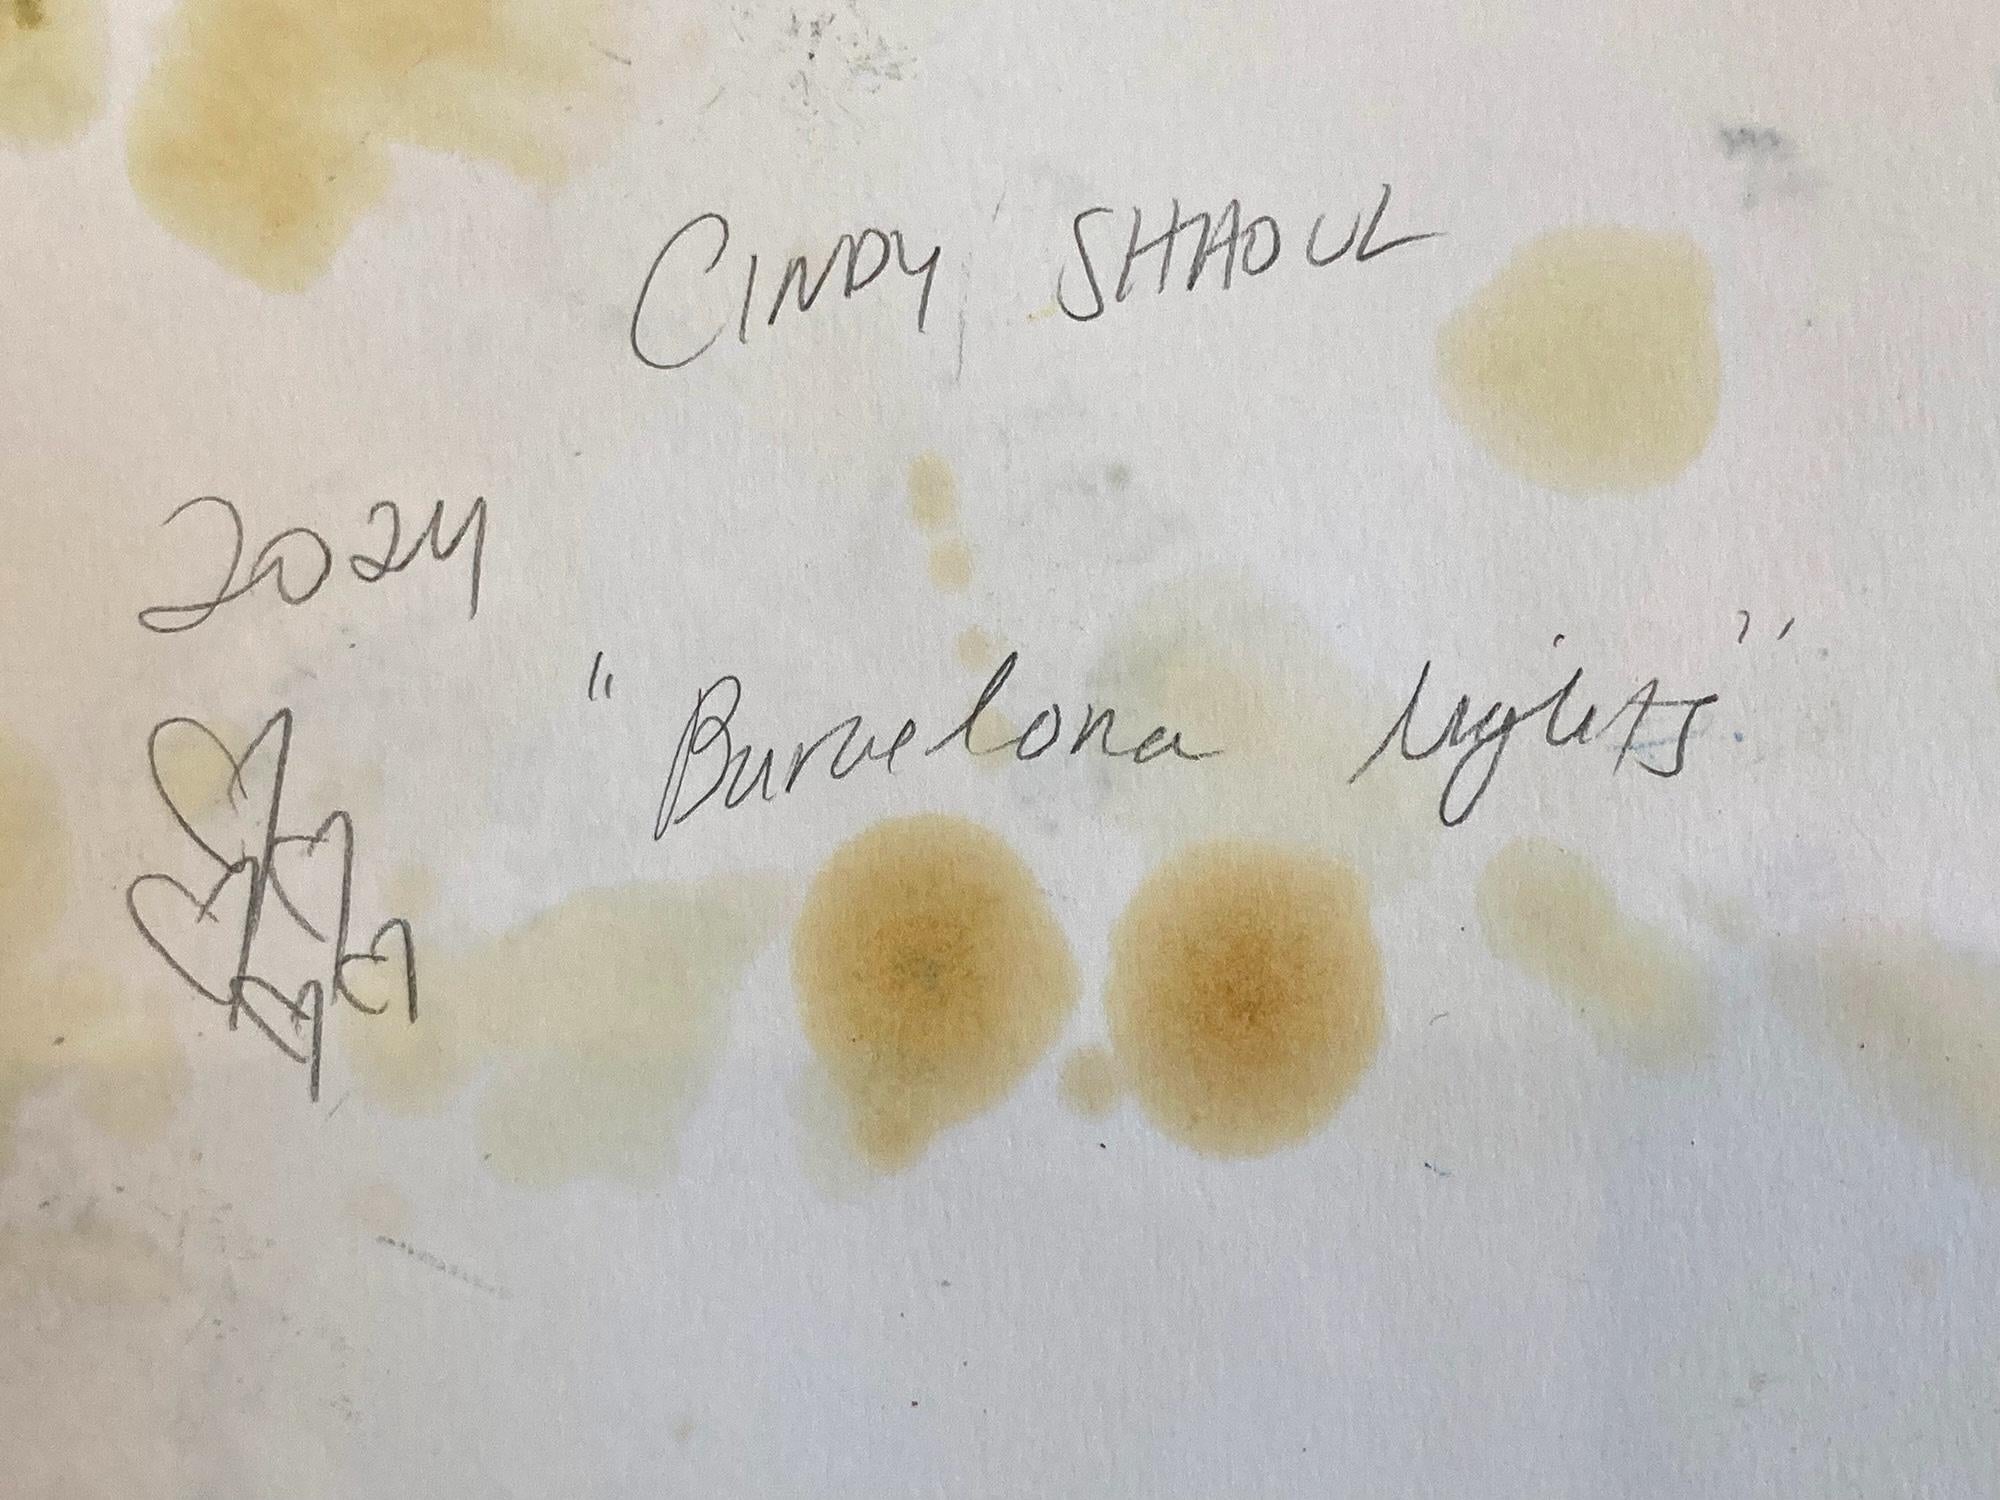 CINDY SHAOUL
2024
"Barcelona lights"